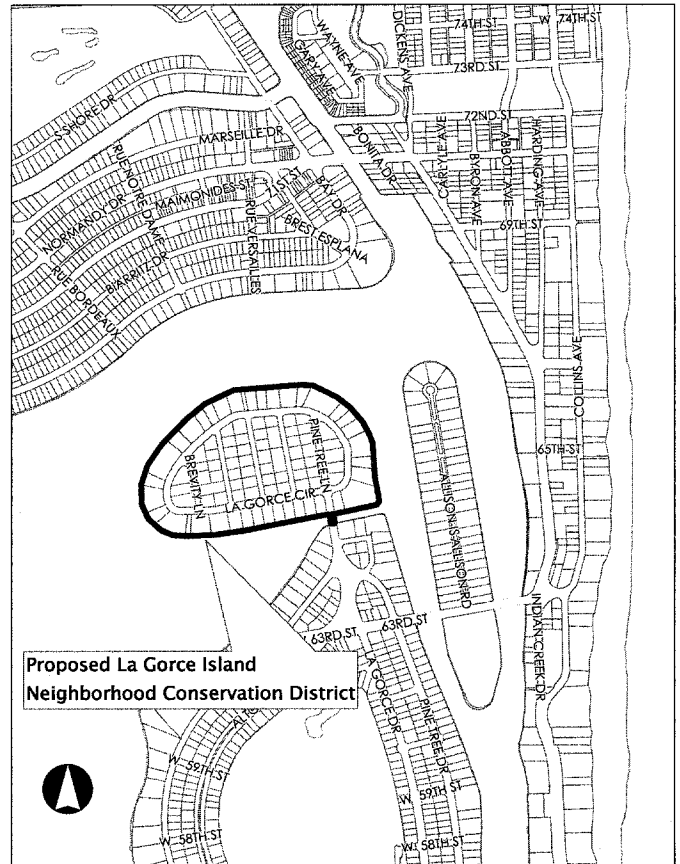 74TH ST
W 74TH ST
WAYNE AVE
DICKENS AVE
GARY AVE
73RD ST
72ND ST
S SHORE DR
MARSEILLE DR
BONITA DR
CARLYLE AVE
BYRON AVE
ABBOTT AVE
HARDING AVE
RUE NOTRE DAME
71ST ST
BAY DR
MAIMONIDES ST
NORMANDY DR
69TH ST
RUE VERSAILLES
BREST ESPLANA
BIARRITZ DR
RUE BORDEAUX
COLLINS AVE
PINE TREE LN
BREVITY LN
65TH ST
LA GORCE CIR
ALLISON IS
ALLISON RD
63RD ST
63RD ST
INDIAN CREEK DR
Proposed La Gorce Island
Neighborhood Conservation District
LA GORCE DR
PINE TREE DR
W 59TH ST
W 59TH ST
W 58TH ST
W 58TH ST